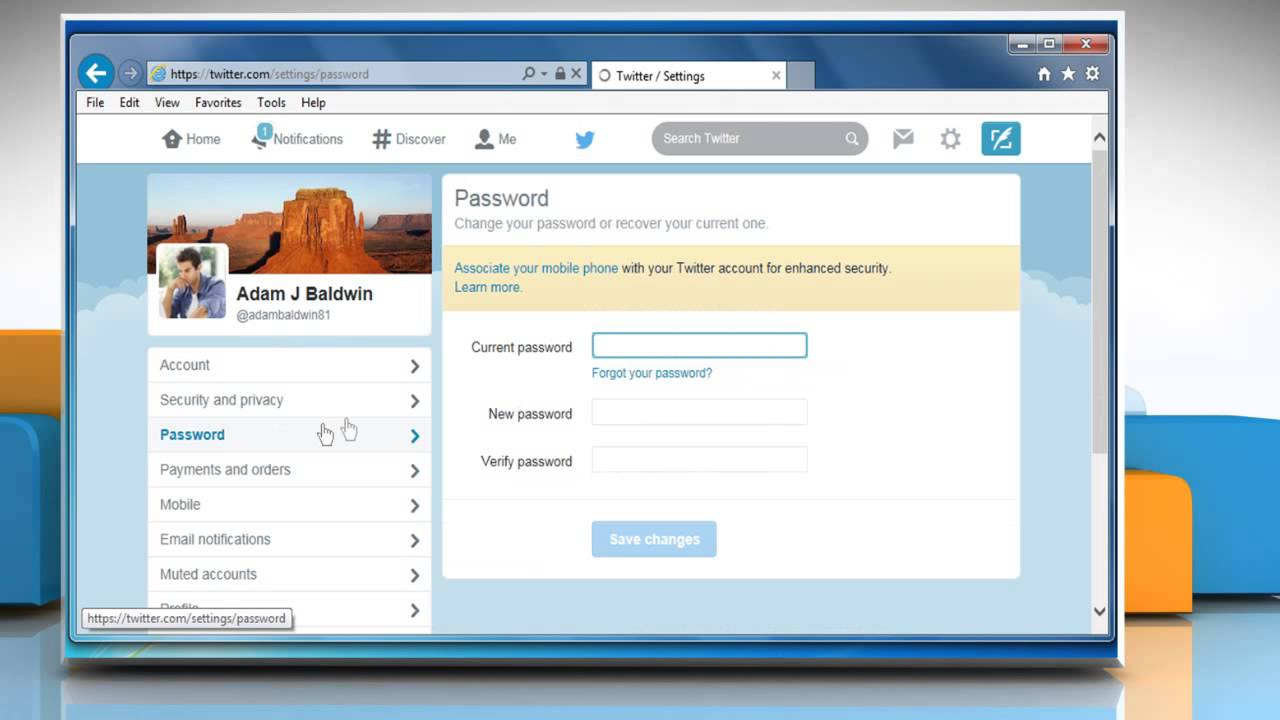 https://twitter.com/settings/password
Twitter / Settings
File Edit View Favorites Tools Help
Home 1 Notifications Discover Me Search Twitter
Password
Change your password or recover your current one.
Associate your mobile phone with your Twitter account for enhanced security.
Learn more.
Adam J Baldwin
@adambaldwin81
Current password
Forgot your password?
New password
Verify password
Save changes
Account
Security and privacy
Password
Payments and orders
Mobile
Email notifications
Muted accounts
Profile
https://twitter.com/settings/password